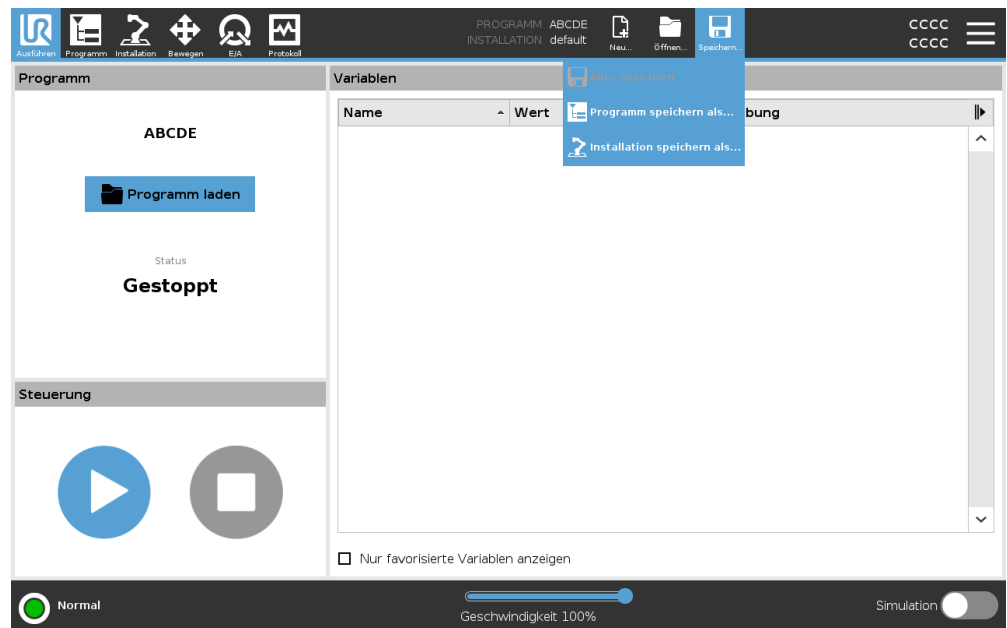 PROGRAMM ABCDE
INSTALLATION default
CCCC
CCCC
Ausführen Programm Installation Bewegen E/A Protokoll
Neu... Öffnen... Speichern...
Programm
ABCDE
Programm laden
Status
Gestoppt
Steuerung
Variablen
Alles speichern
Programm speichern als...
Installation speichern als...
Name Wert bung
Nur favorisierte Variablen anzeigen
Normal
Geschwindigkeit 100%
Simulation